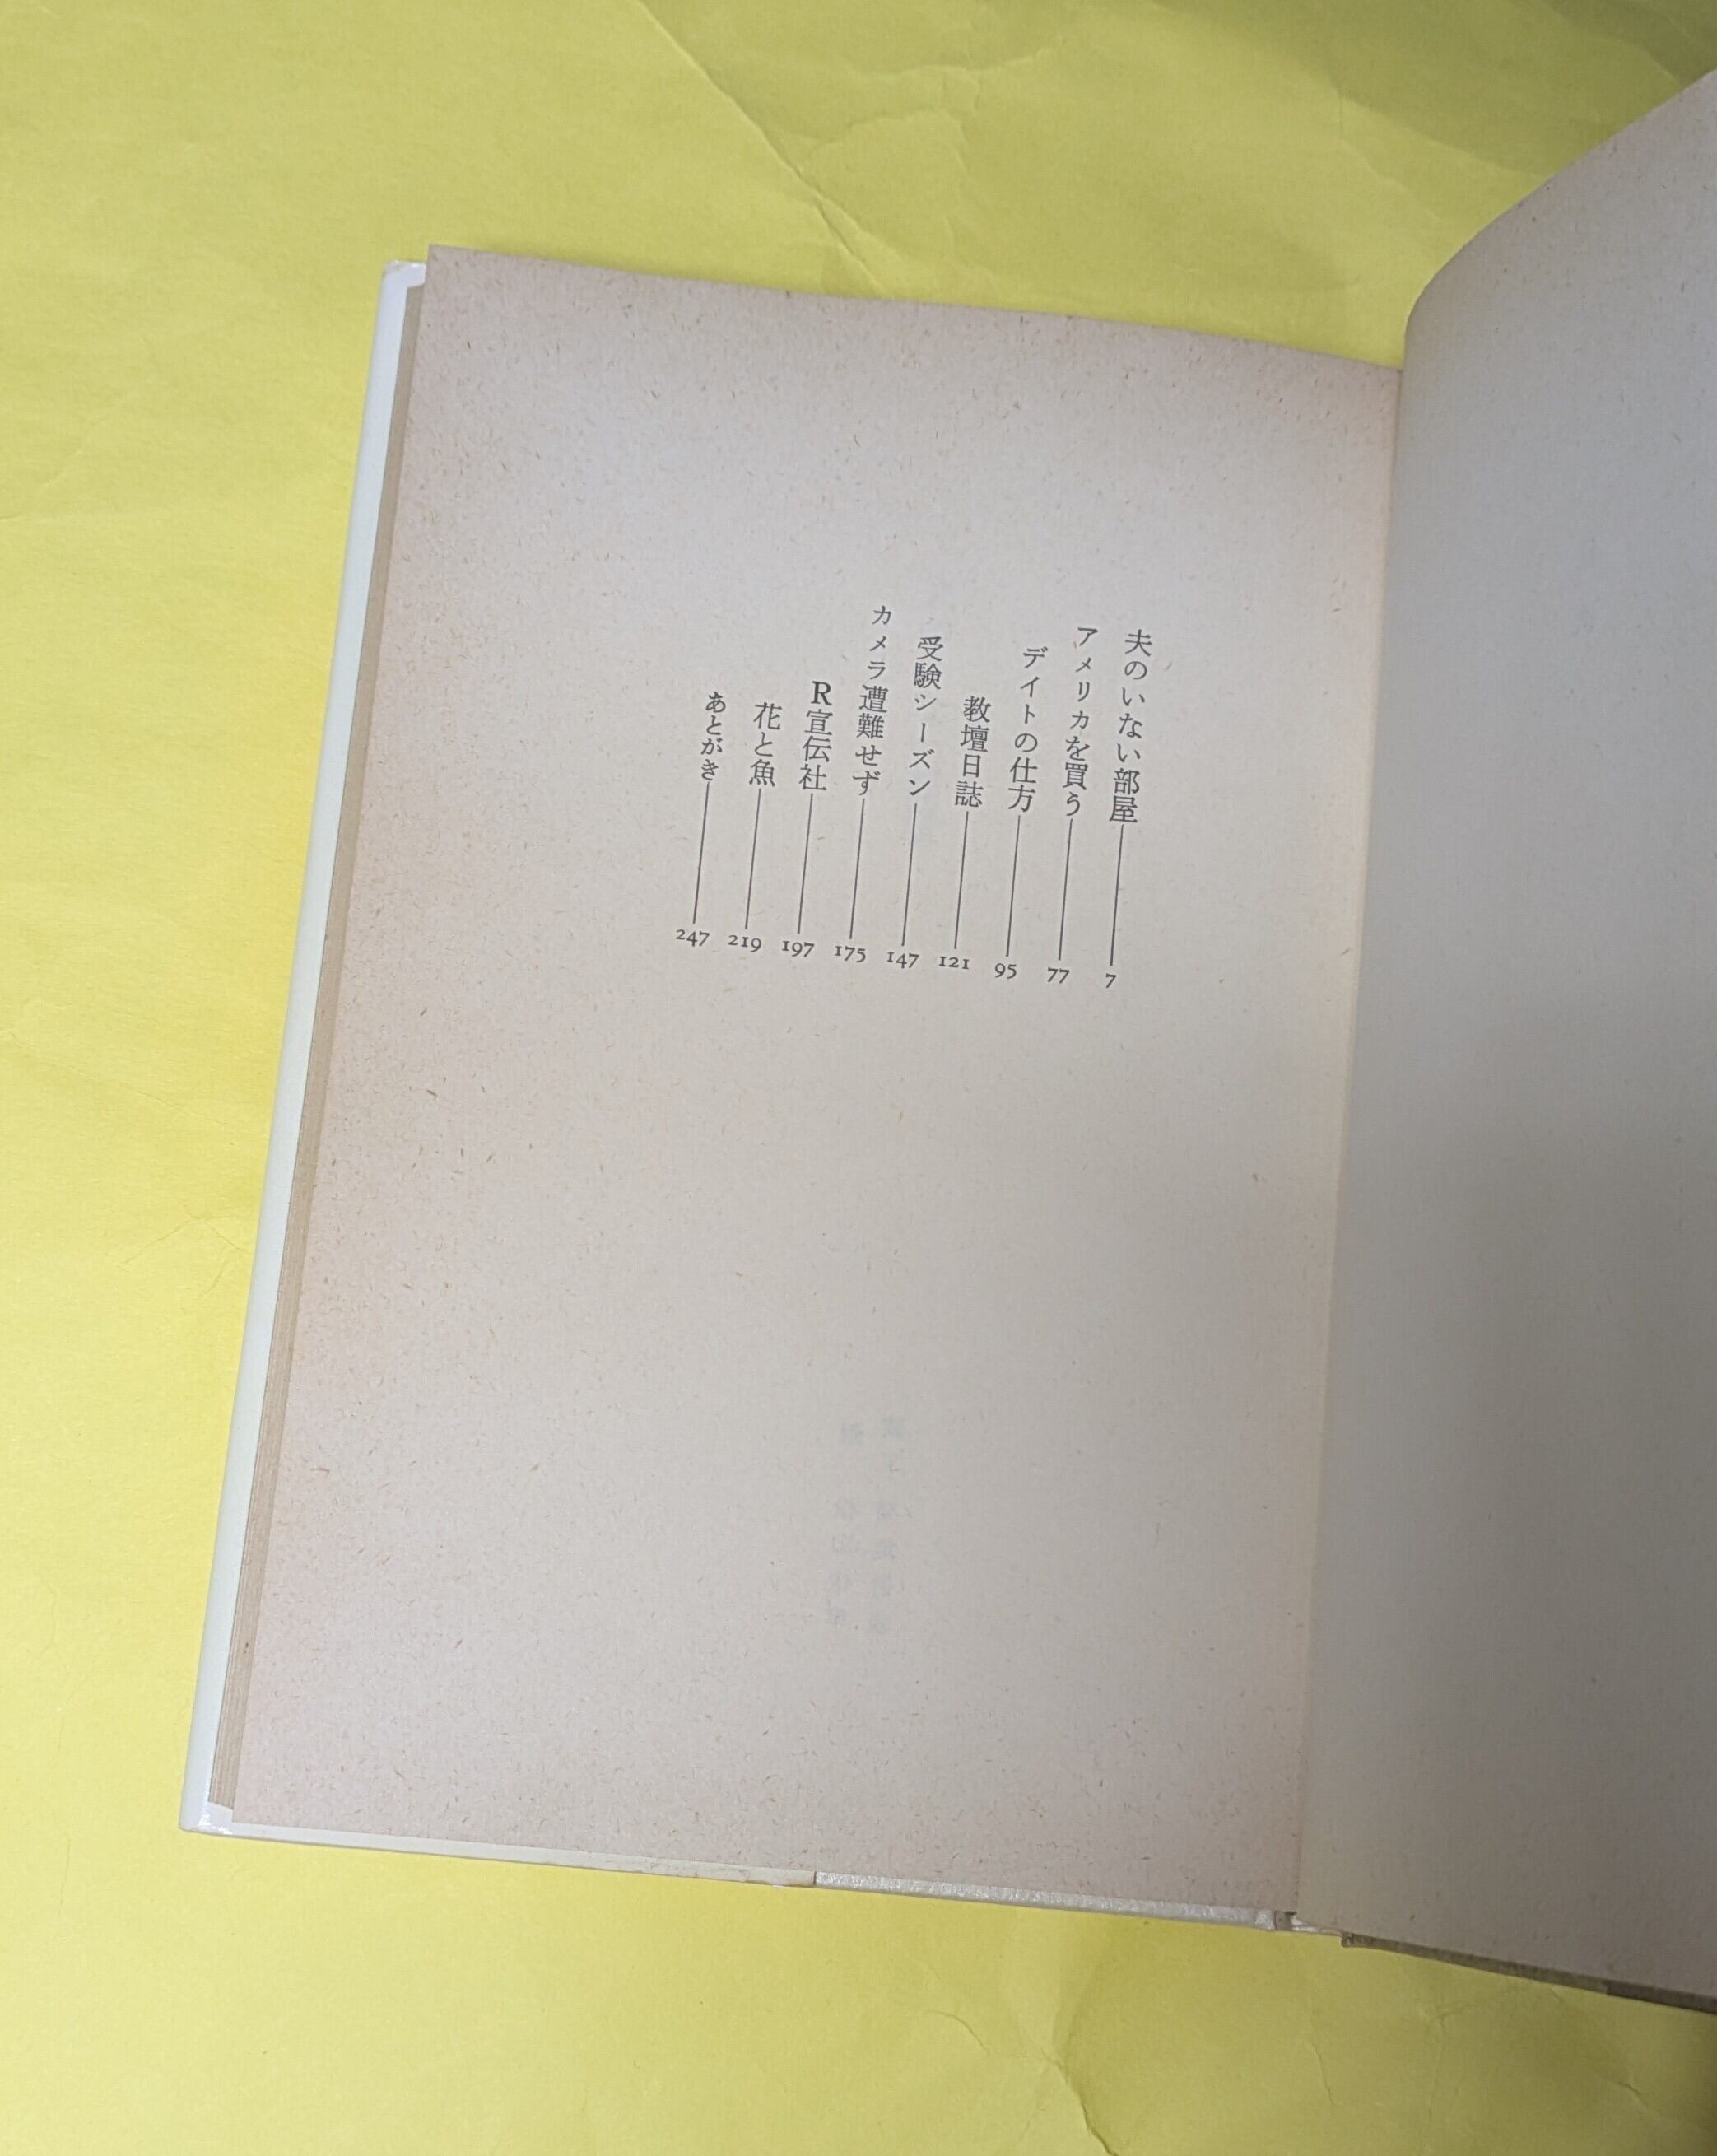 夫のいない部屋――7
アメリカを買う――77
デイトの仕方――95
教壇日誌――121
受験シーズン――147
カメラ遭難せず――175
R宣伝社――197
花と魚――219
あとがき――247